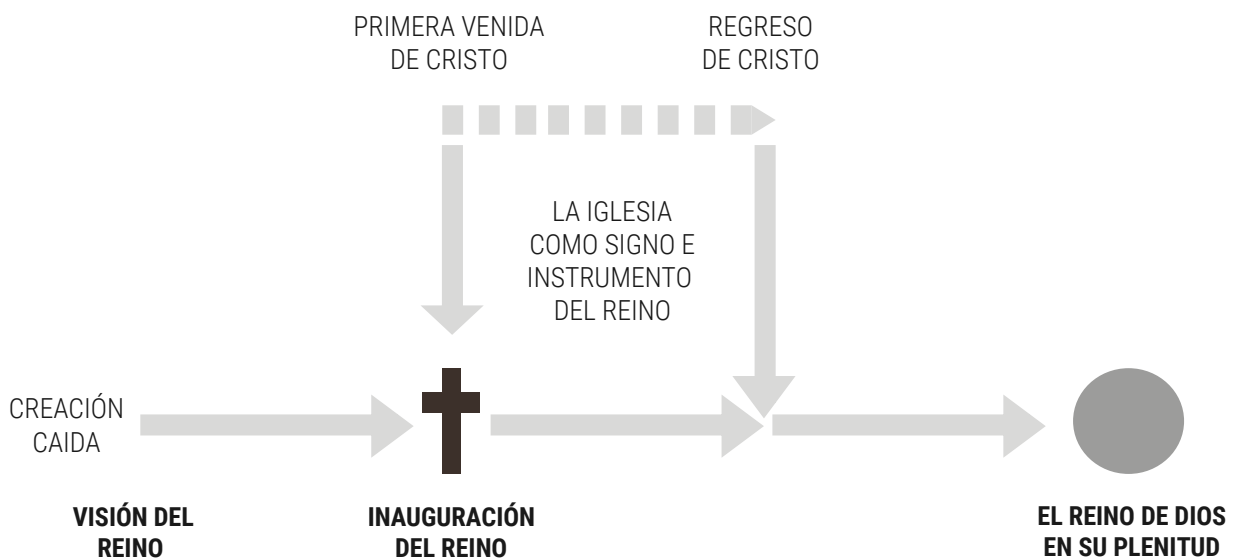 PRIMERA VENIDA
DE CRISTO
REGRESO
DE CRISTO
LA IGLESIA
COMO SIGNO E
INSTRUMENTO
DEL REINO
CREACIÓN
CAIDA
VISIÓN DEL
REINO
INAUGURACIÓN
DEL REINO
EL REINO DE DIOS
EN SU PLENITUD